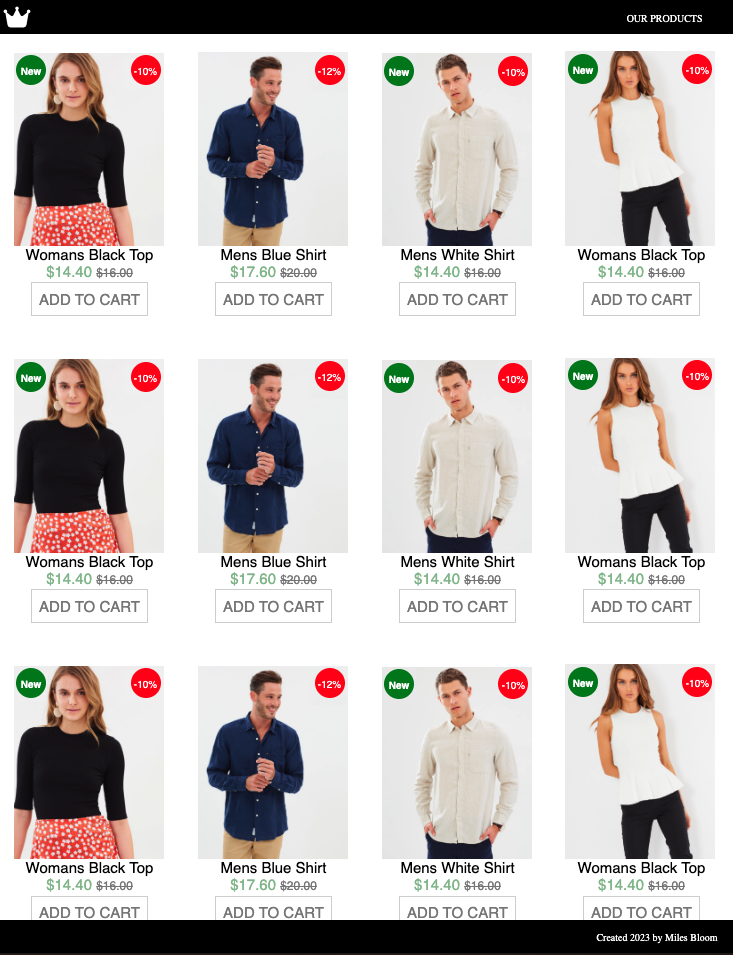 OUR PRODUCTS
New -10% -12% New -10% New -10%
Womans Black Top Mens Blue Shirt Mens White Shirt Womans Black Top
$14.40 $16.00 $17.60 $20.00 $14.40 $16.00 $14.40 $16.00
ADD TO CART ADD TO CART ADD TO CART ADD TO CART
New -10% -12% New -10% New -10%
Womans Black Top Mens Blue Shirt Mens White Shirt Womans Black Top
$14.40 $16.00 $17.60 $20.00 $14.40 $16.00 $14.40 $16.00
ADD TO CART ADD TO CART ADD TO CART ADD TO CART
New -10% -12% New -10% New -10%
Womans Black Top Mens Blue Shirt Mens White Shirt Womans Black Top
$14.40 $16.00 $17.60 $20.00 $14.40 $16.00 $14.40 $16.00
ADD TO CART ADD TO CART ADD TO CART ADD TO CART
Created 2023 by Miles Bloom